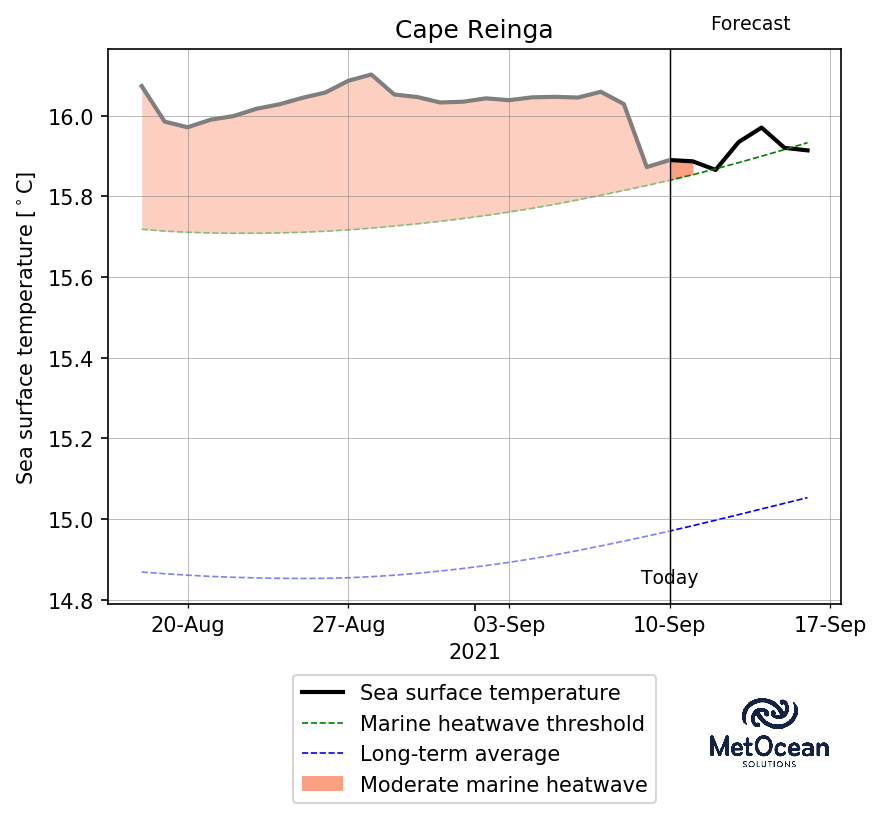 Cape Reinga
Forecast
Sea surface temperature [°C]
16.0
15.8
15.6
15.4
15.2
15.0
14.8
Today
20-Aug
27-Aug
03-Sep
10-Sep
17-Sep
2021
Sea surface temperature
Marine heatwave threshold
Long-term average
Moderate marine heatwave
MetOcean
SOLUTIONS